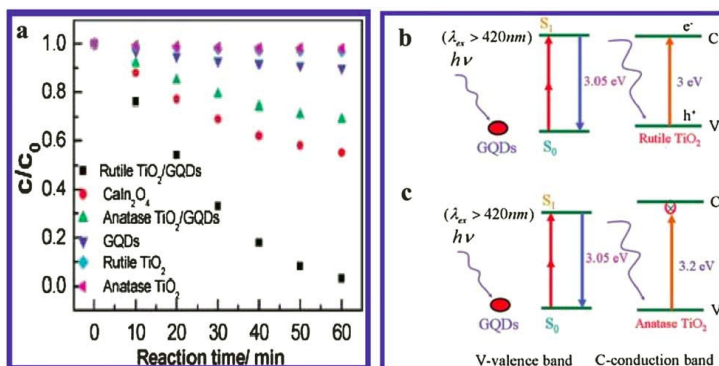 a
c/c0
1.0
0.8
0.6
0.4
0.2
0.0
Rutile TiO2/GQDs
CaIn2O4
Anatase TiO2/GQDs
GQDs
Rutile TiO2
Anatase TiO2
0 10 20 30 40 50 60
Reaction time/ min
b
(λex > 420nm)
hν
GQDs
S1
3.05 eV
S0
e-
C
3 eV
h+
V
Rutile TiO2
c
(λex > 420nm)
hν
GQDs
S1
3.05 eV
S0
C
3.2 eV
V
Anatase TiO2
V-valence band C-conduction band